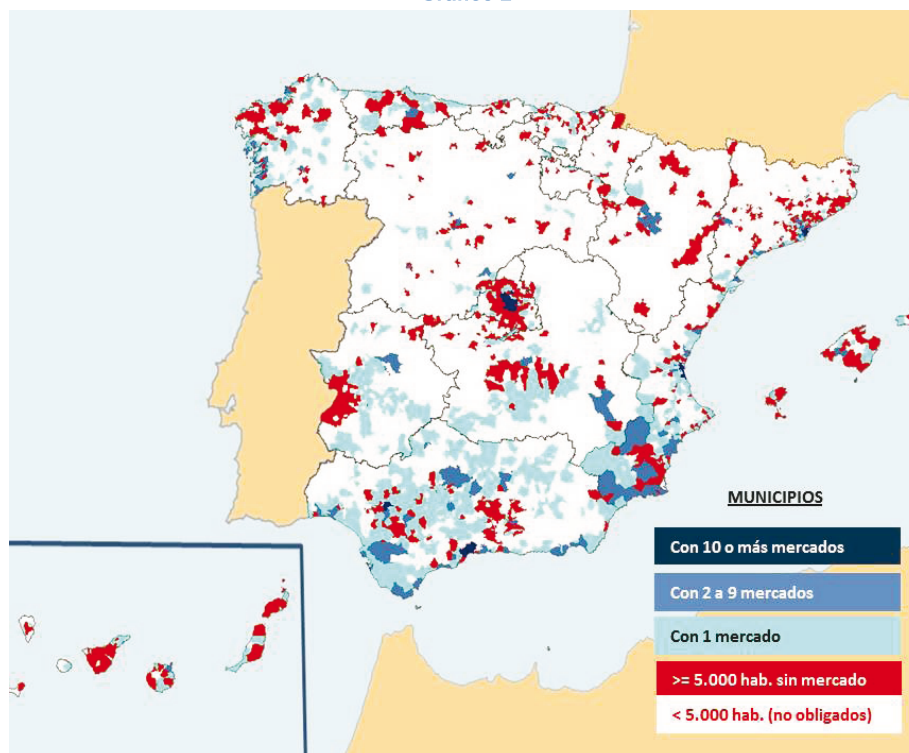 MUNICIPIOS
Con 10 o más mercados
Con 2 a 9 mercados
Con 1 mercado
>= 5.000 hab. sin mercado
< 5.000 hab. (no obligados)